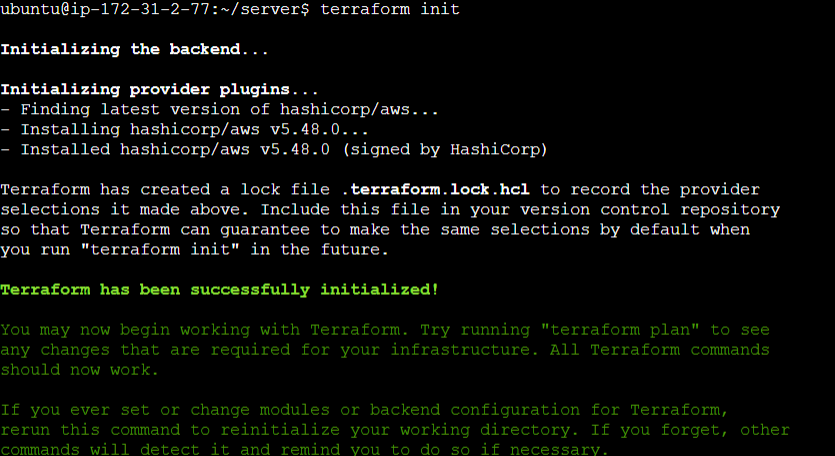 ubuntu@ip-172-31-2-77:~/server$ terraform init
Initializing the backend...
Initializing provider plugins...
- Finding latest version of hashicorp/aws...
- Installing hashicorp/aws v5.48.0...
- Installed hashicorp/aws v5.48.0 (signed by HashiCorp)
Terraform has created a lock file .terraform.lock.hcl to record the provider
selections it made above. Include this file in your version control repository
so that Terraform can guarantee to make the same selections by default when
you run "terraform init" in the future.
Terraform has been successfully initialized!
You may now begin working with Terraform. Try running "terraform plan" to see
any changes that are required for your infrastructure. All Terraform commands
should now work.
If you ever set or change modules or backend configuration for Terraform,
rerun this command to reinitialize your working directory. If you forget, other
commands will detect it and remind you to do so if necessary.